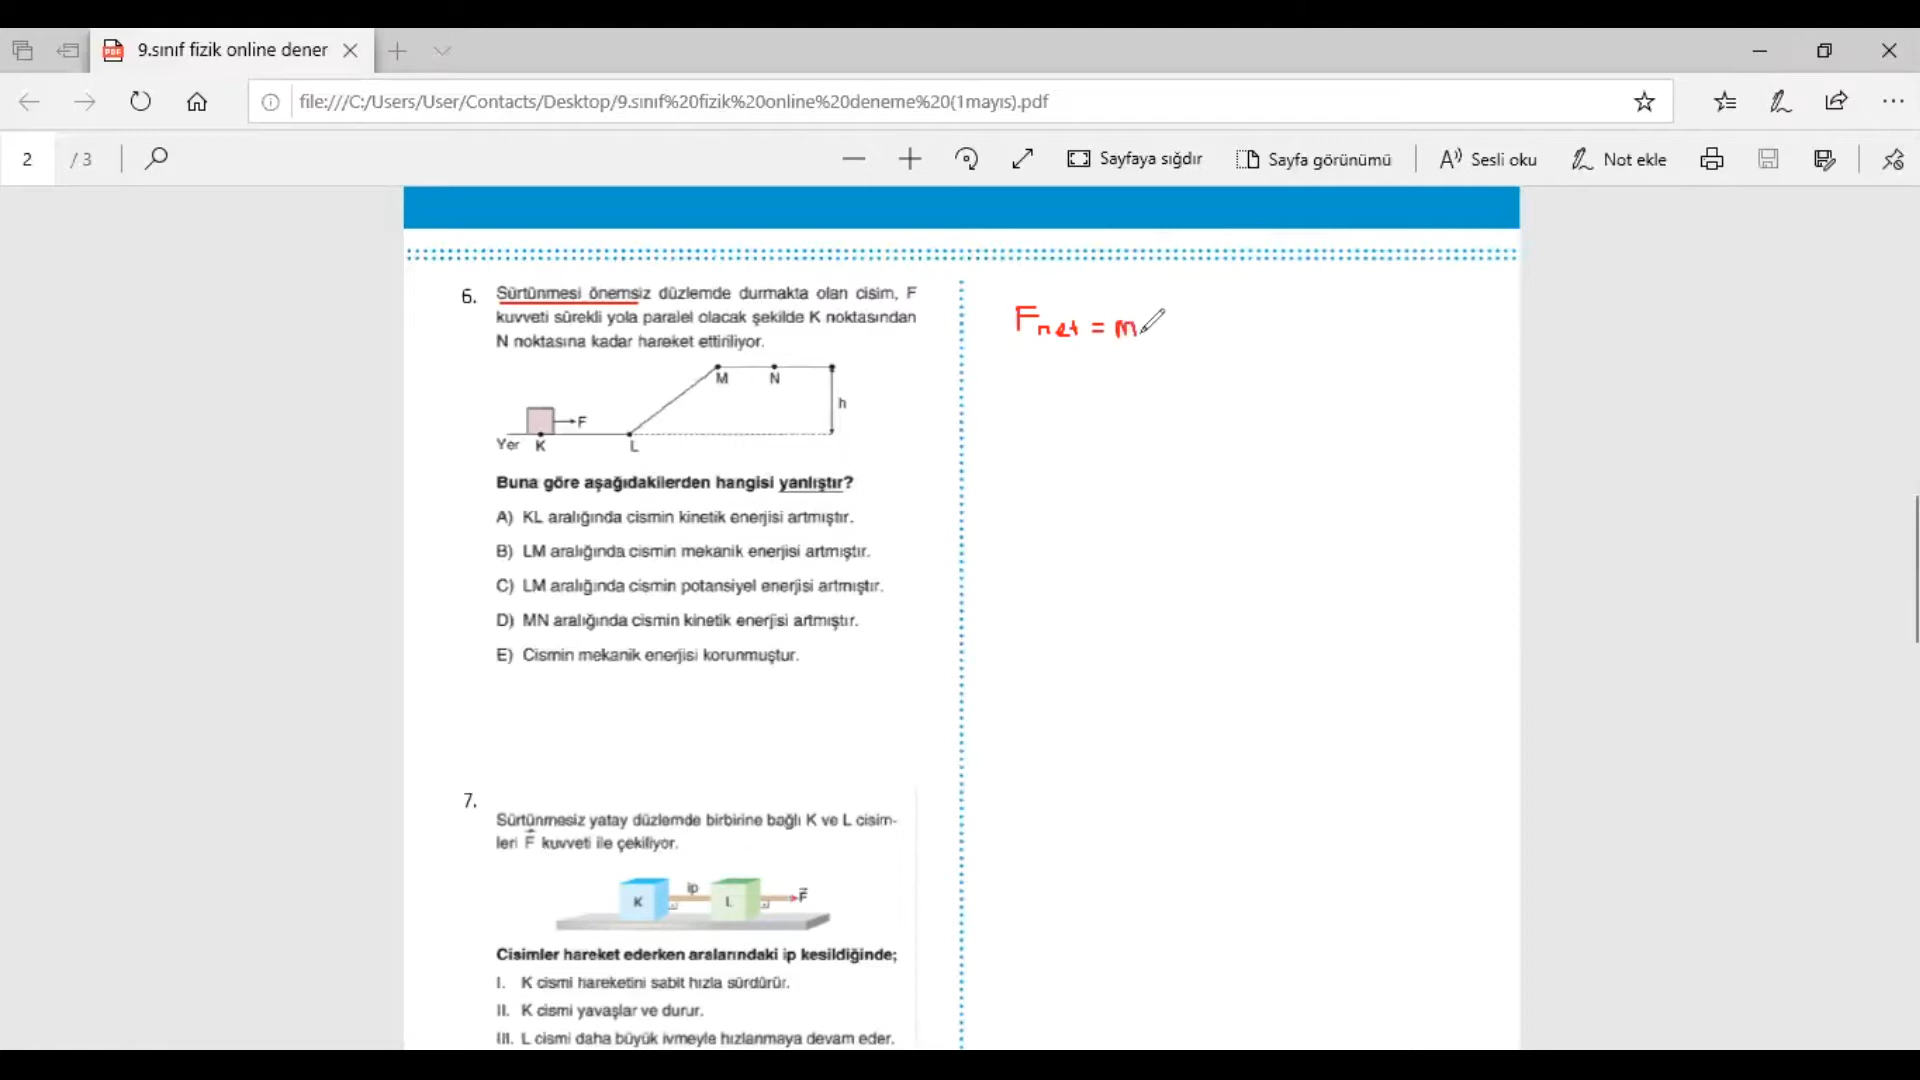 9.sınıf fizik online dener
file:///C:/Users/User/Contacts/Desktop/9.sınıf%20fizik%20online%20deneme%20(1mayıs).pdf
2 / 3
Sayfaya sığdır
Sayfa görünümü
Sesli oku
Not ekle
6. Sürtünmesi önemsiz düzlemde durmakta olan cisim, F
kuvveti sürekli yola paralel olacak şekilde K noktasından
N noktasına kadar hareket ettiriliyor.
M N
h
F
Yer K L
Buna göre aşağıdakilerden hangisi yanlıştır?
A) KL aralığında cismin kinetik enerjisi artmıştır.
B) LM aralığında cismin mekanik enerjisi artmıştır.
C) LM aralığında cismin potansiyel enerjisi artmıştır.
D) MN aralığında cismin kinetik enerjisi artmıştır.
E) Cismin mekanik enerjisi korunmuştur.
7.
Sürtünmesiz yatay düzlemde birbirine bağlı K ve L cisim-
leri F kuvveti ile çekiliyor.
K ip L F
Cisimler hareket ederken aralarındaki ip kesildiğinde;
I. K cismi hareketini sabit hızla sürdürür.
II. K cismi yavaşlar ve durur.
III. L cismi daha büyük ivmeyle hızlanmaya devam eder.
Fnet = m